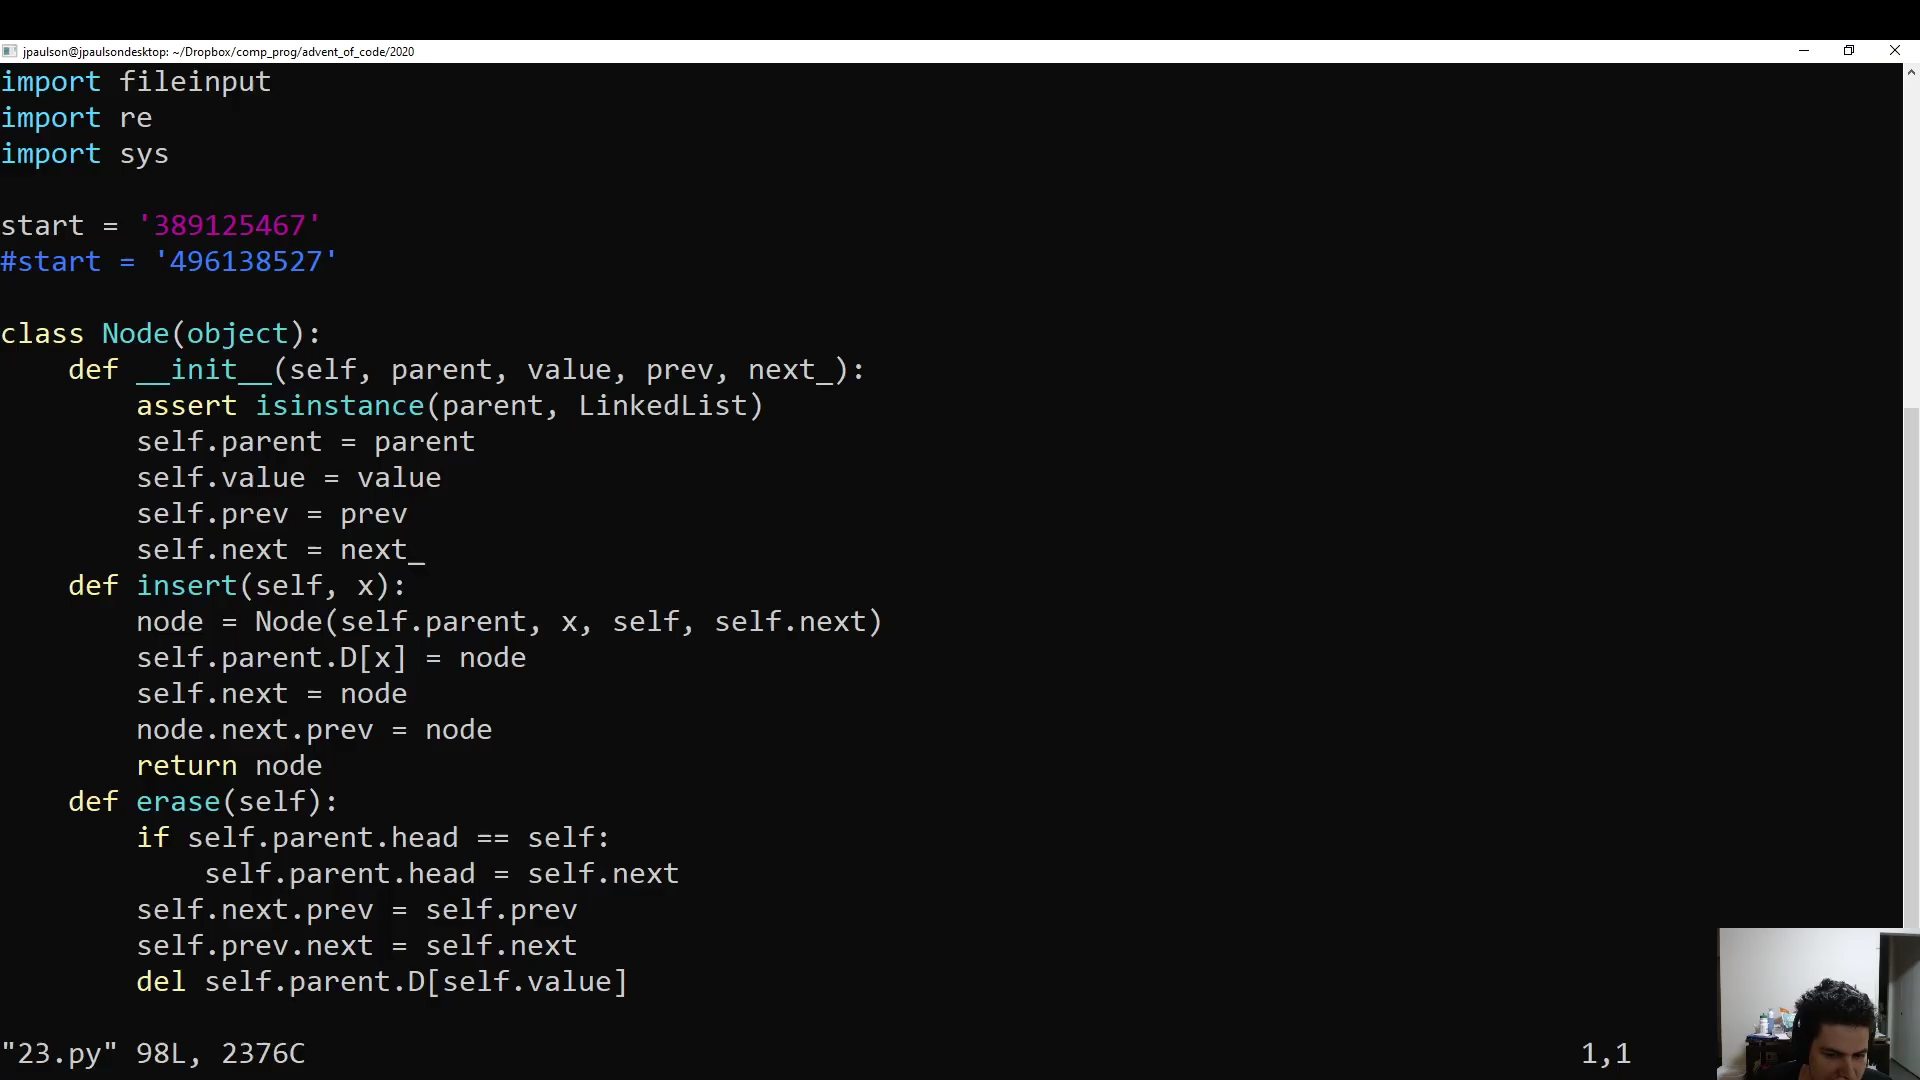 jpaulson@jpaulsondesktop: ~/Dropbox/comp_prog/advent_of_code/2020
import fileinput
import re
import sys

start = '389125467'
#start = '496138527'

class Node(object):
    def __init__(self, parent, value, prev, next_):
        assert isinstance(parent, LinkedList)
        self.parent = parent
        self.value = value
        self.prev = prev
        self.next = next_
    def insert(self, x):
        node = Node(self.parent, x, self, self.next)
        self.parent.D[x] = node
        self.next = node
        node.next.prev = node
        return node
    def erase(self):
        if self.parent.head == self:
            self.parent.head = self.next
        self.next.prev = self.prev
        self.prev.next = self.next
        del self.parent.D[self.value]

"23.py" 98L, 2376C 1,1